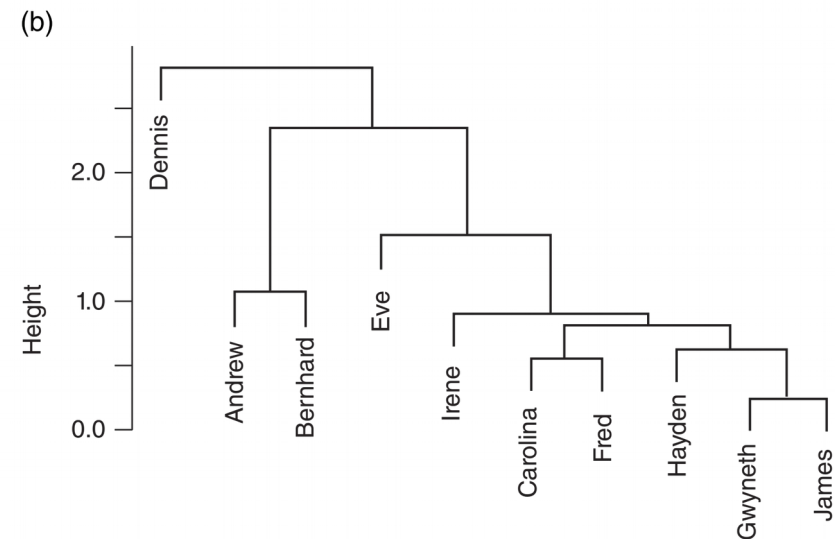 (b)
Height
2.0
1.0
0.0
Dennis
Andrew
Bernhard
Eve
Irene
Carolina
Fred
Hayden
Gwyneth
James